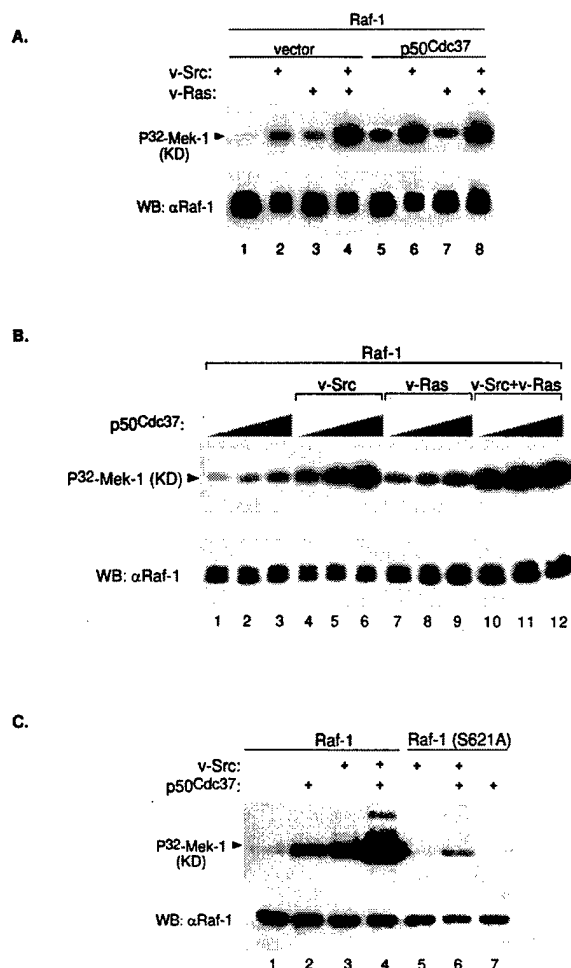 A.
Raf-1
vector p50Cdc37
v-Src: + + + +
v-Ras: + + + +
P32-Mek-1
(KD)
WB: αRaf-1
1 2 3 4 5 6 7 8
B.
Raf-1
v-Src v-Ras v-Src+v-Ras
p50Cdc37:
P32-Mek-1 (KD)
WB: αRaf-1
1 2 3 4 5 6 7 8 9 10 11 12
C.
Raf-1 Raf-1 (S621A)
v-Src: + + + +
p50Cdc37: + + + +
P32-Mek-1
(KD)
WB: αRaf-1
1 2 3 4 5 6 7